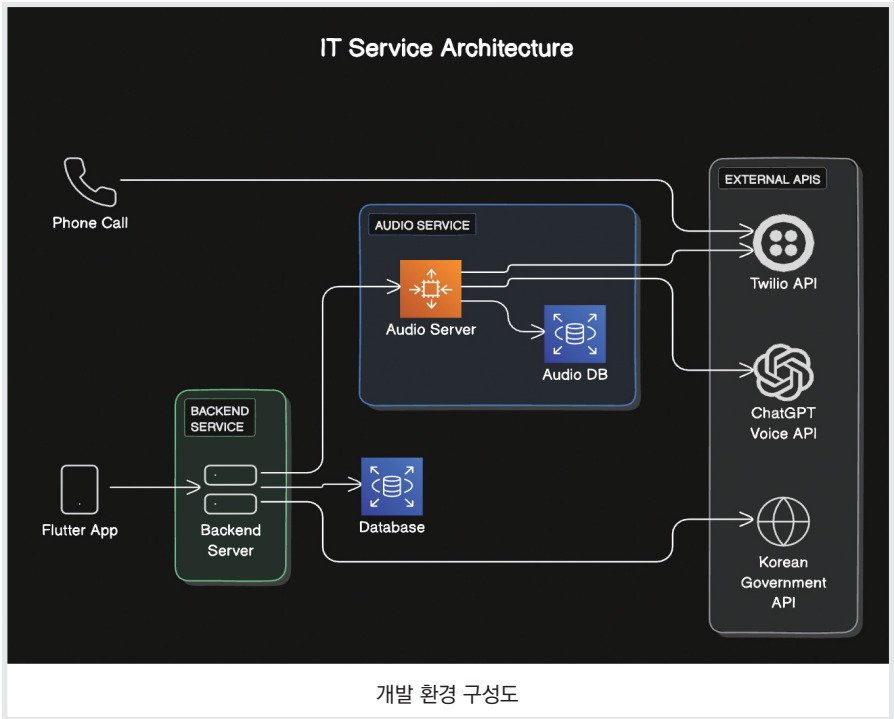 IT Service Architecture
Phone Call
EXTERNAL APIS
AUDIO SERVICE
Twilio API
Audio Server
Audio DB
BACKEND
SERVICE
ChatGPT
Voice API
Flutter App
Backend
Server
Database
Korean
Government
API
개발 환경 구성도